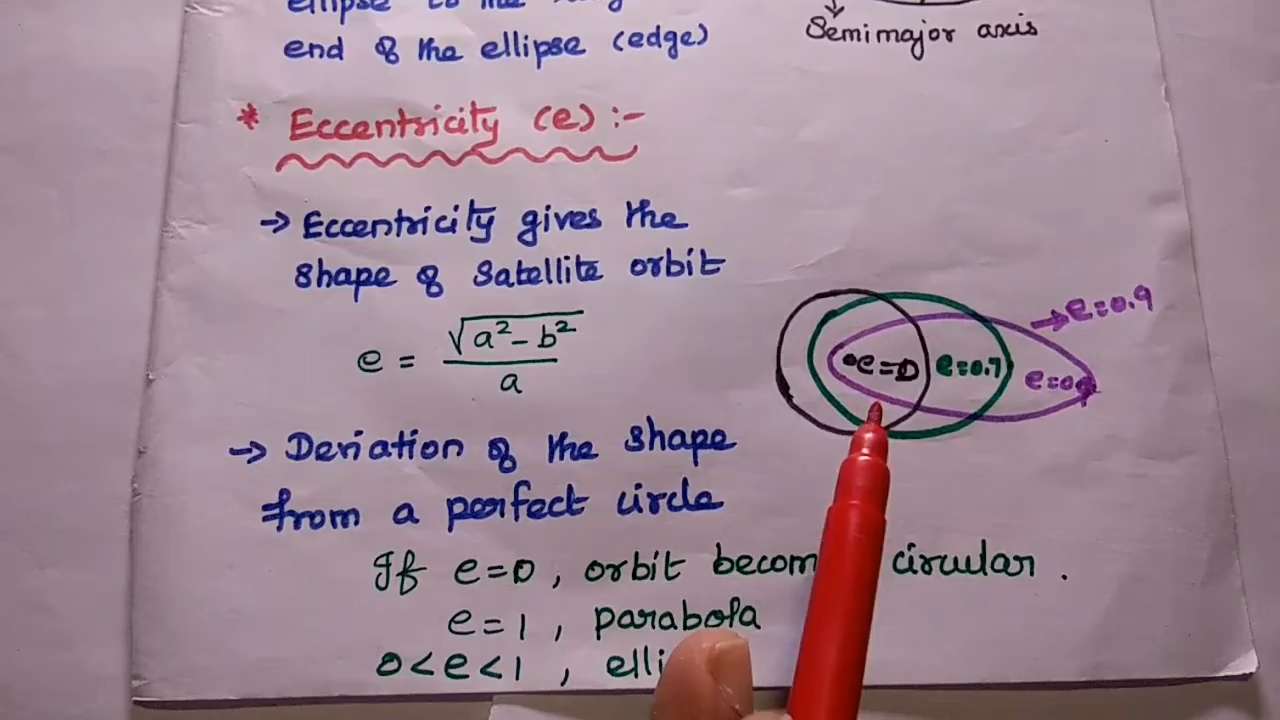 end of the ellipse (edge)
Semimajor axis
* Eccentricity (e) :-
→ Eccentricity gives the
shape of satellite orbit
e = √a²-b² / a
e=0.9
e=0
e=0.7
→ Deviation of the shape
from a perfect circle
If e=0, orbit becom circular.
e=1, parabola
0<e<1, elli